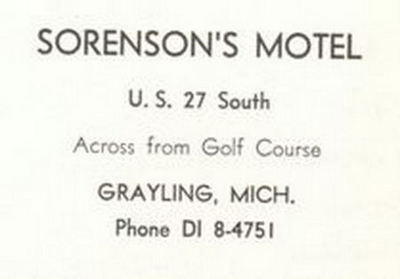 SORENSON'S MOTEL
U. S. 27 South
Across from Golf Course
GRAYLING, MICH.
Phone DI 8-4751